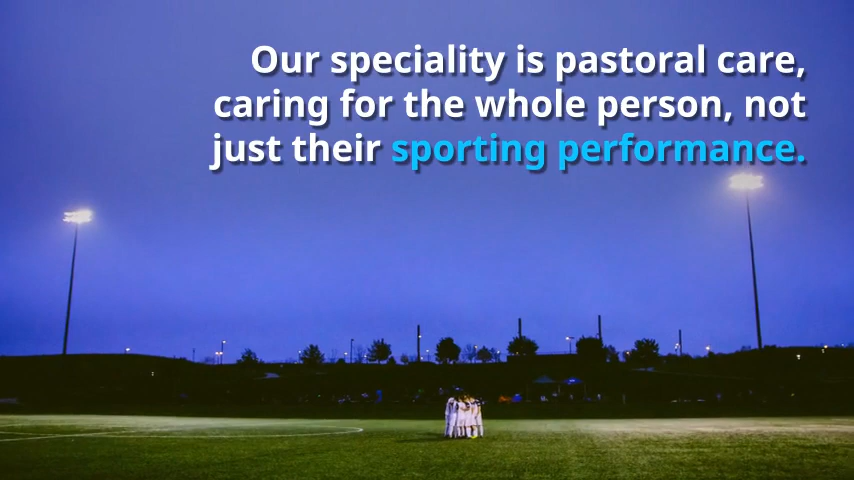 Our speciality is pastoral care,
caring for the whole person, not
just their sporting performance.